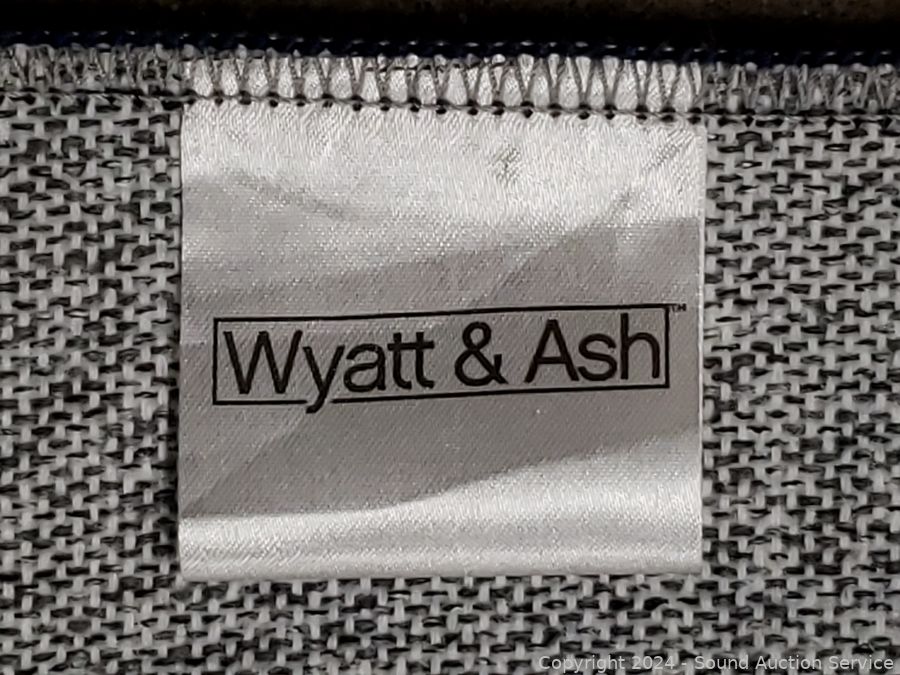 Wyatt & Ash™
Copyright 2024 - Sound Auction Service